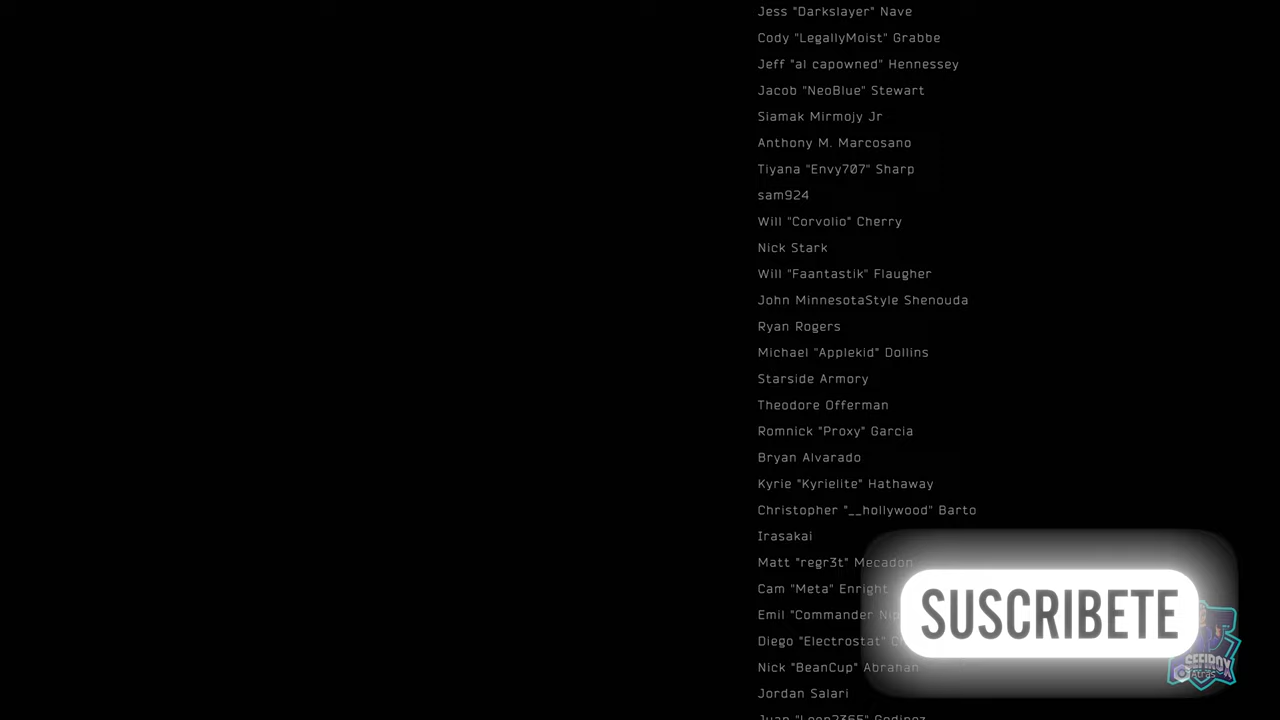 Jess "Darkslayer" Nave
Cody "LegallyMoist" Grabbe
Jeff "al capowned" Hennessey
Jacob "NeoBlue" Stewart
Siamak Mirmojy Jr
Anthony M. Marcosano
Tiyana "Envy707" Sharp
sam924
Will "Corvolio" Cherry
Nick Stark
Will "Faantastik" Flaugher
John MinnesotaStyle Shenouda
Ryan Rogers
Michael "Applekid" Dollins
Starside Armory
Theodore Offerman
Romnick "Proxy" Garcia
Bryan Alvarado
Kyrie "Kyrielite" Hathaway
Christopher "__hollywood" Barto
Irasakai
Matt "regr3t" Mecadon
Cam "Meta" Enright
Emil "Commander
Diego "Electrostat"
Nick "BeanCup" Abrahan
Jordan Salari
SUSCRIBETE
SEFIROX
Atras